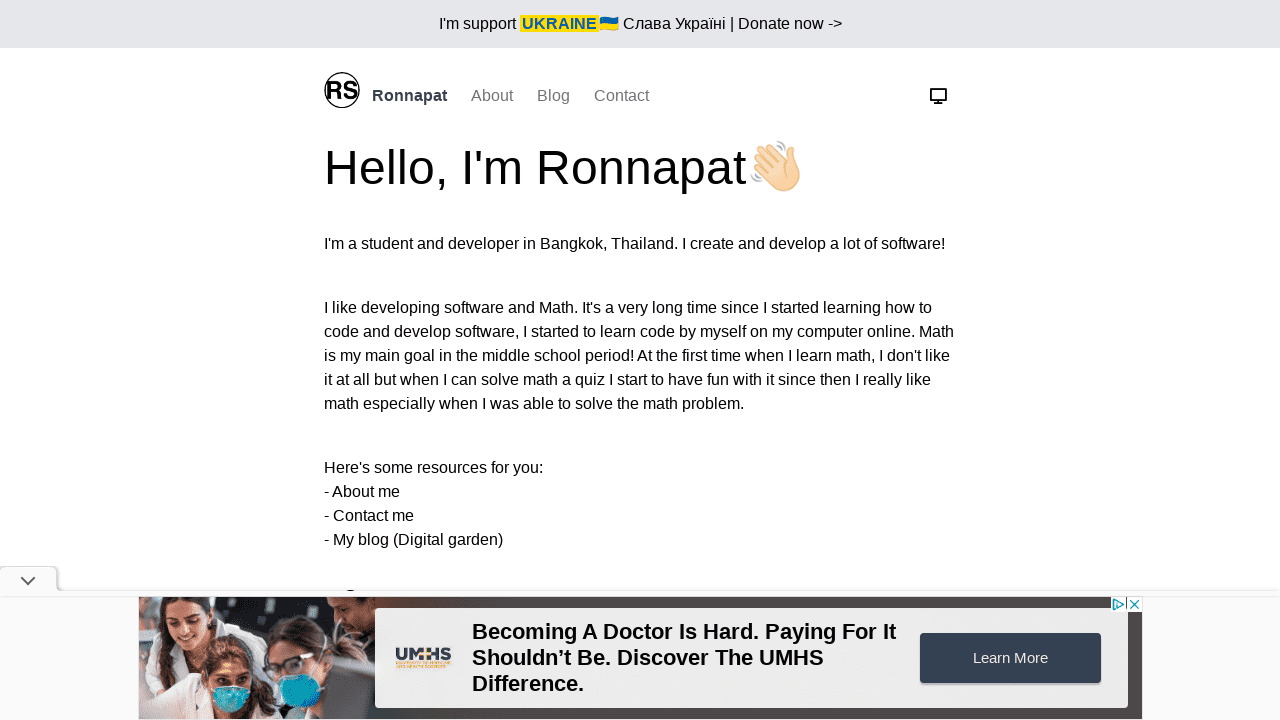 I'm support UKRAINE🇺🇦 Слава Україні | Donate now ->
RS Ronnapat About Blog Contact
Hello, I'm Ronnapat👋🏻
I'm a student and developer in Bangkok, Thailand. I create and develop a lot of software!
I like developing software and Math. It's a very long time since I started learning how to
code and develop software, I started to learn code by myself on my computer online. Math
is my main goal in the middle school period! At the first time when I learn math, I don't like
it at all but when I can solve math a quiz I start to have fun with it since then I really like
math especially when I was able to solve the math problem.
Here's some resources for you:
- About me
- Contact me
- My blog (Digital garden)
UMHS
Becoming A Doctor Is Hard. Paying For It
Shouldn’t Be. Discover The UMHS
Difference.
Learn More